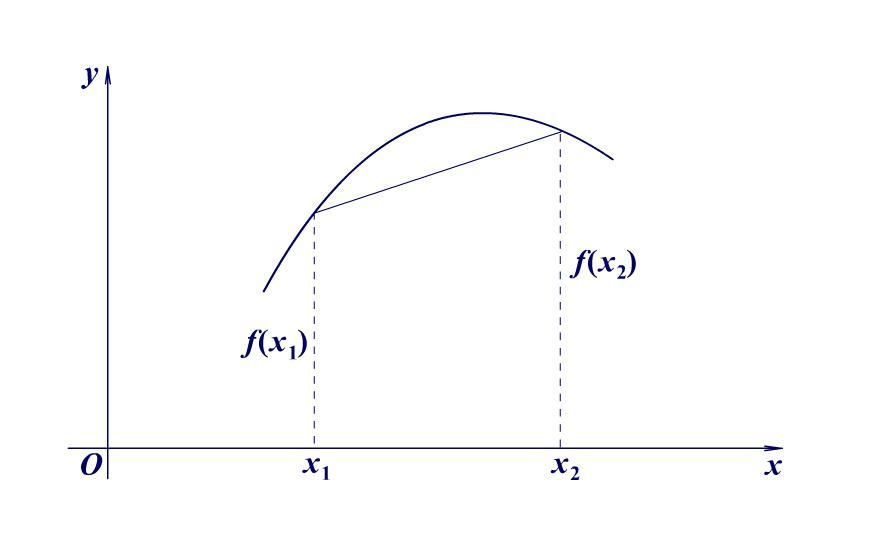 y
f(x₂)
f(x₁)
O
x₁
x₂
x